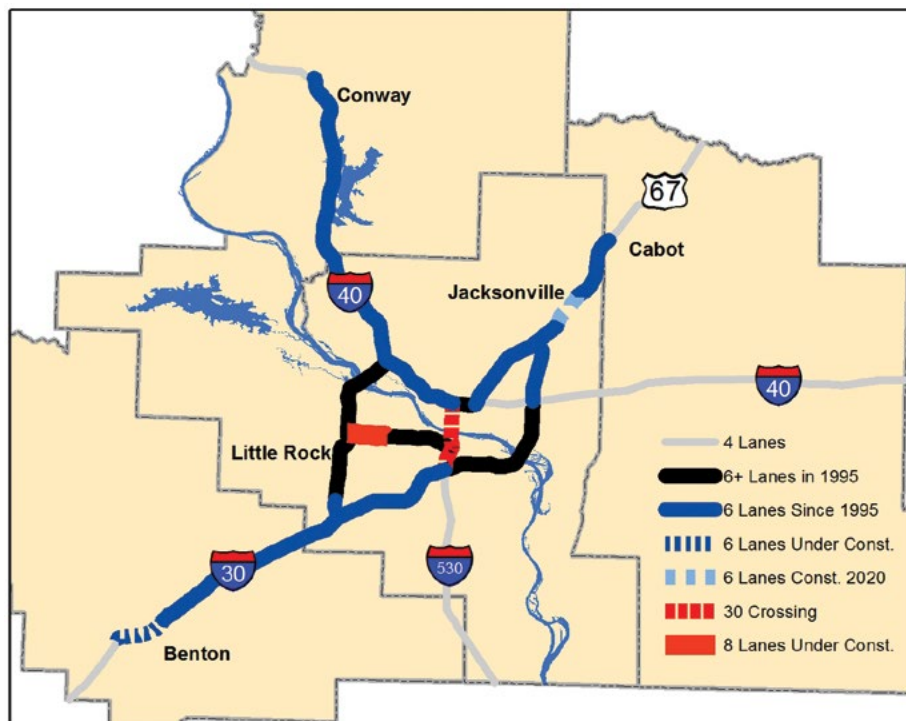 Conway
67
Cabot
Jacksonville
40
40
Little Rock
30
530
Benton
4 Lanes
6+ Lanes in 1995
6 Lanes Since 1995
6 Lanes Under Const.
6 Lanes Const. 2020
30 Crossing
8 Lanes Under Const.